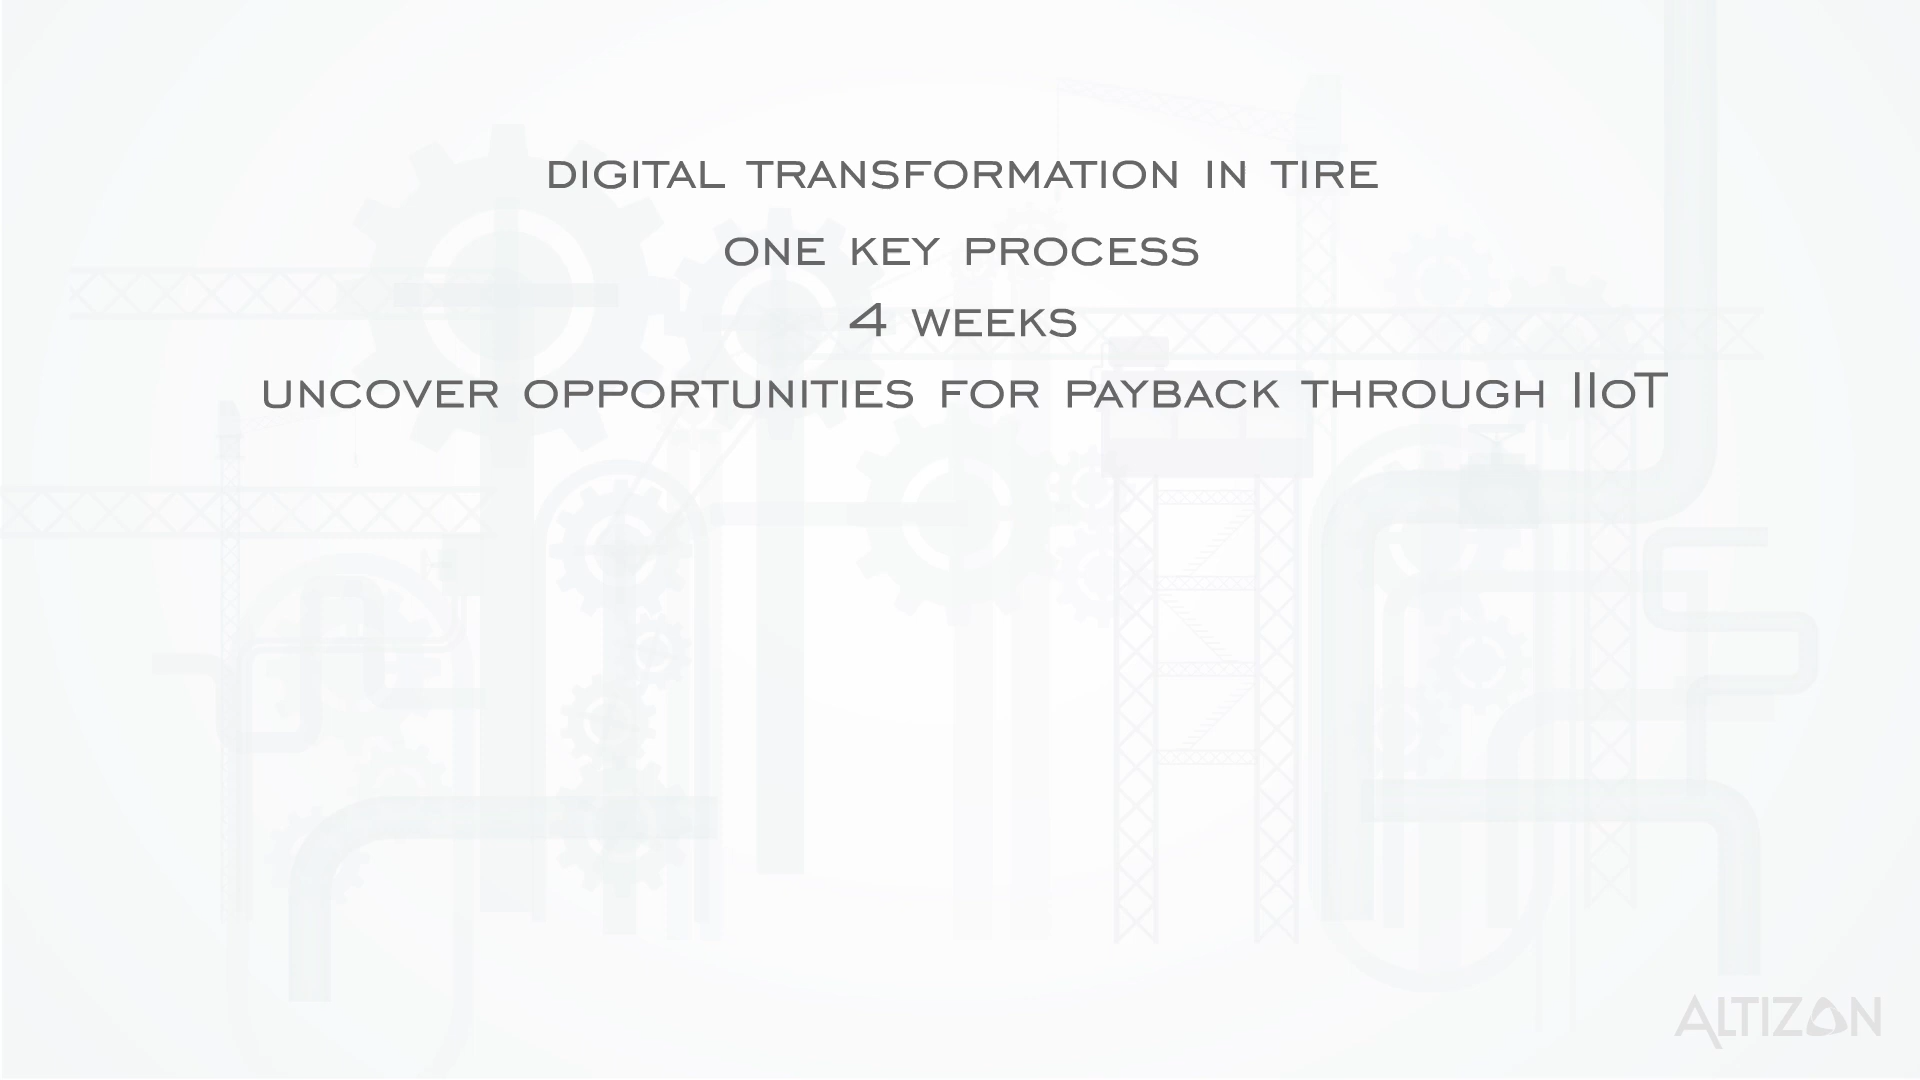 DIGITAL TRANSFORMATION IN TIRE
ONE KEY PROCESS
4 WEEKS
UNCOVER OPPORTUNITIES FOR PAYBACK THROUGH IIoT
ALTIZON